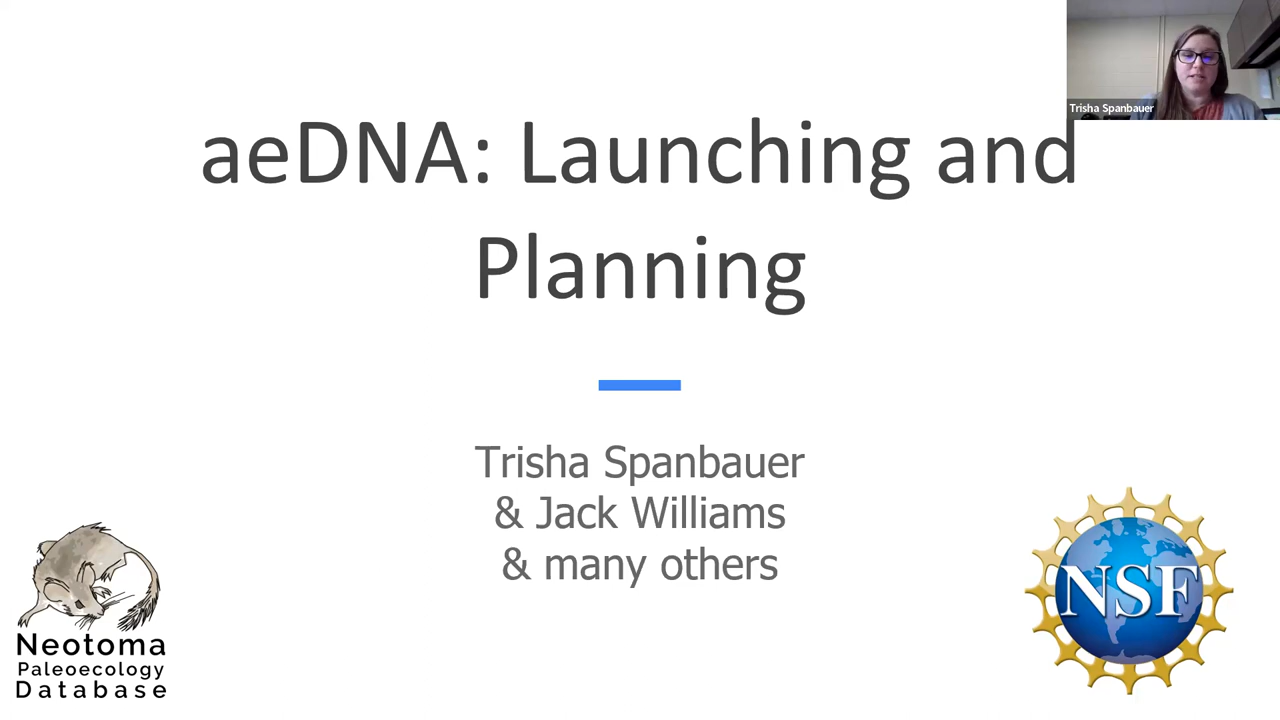 Trisha Spanbauer
aeDNA: Launching and
Planning
Trisha Spanbauer
& Jack Williams
& many others
Neotoma
Paleoecology
Database
NSF